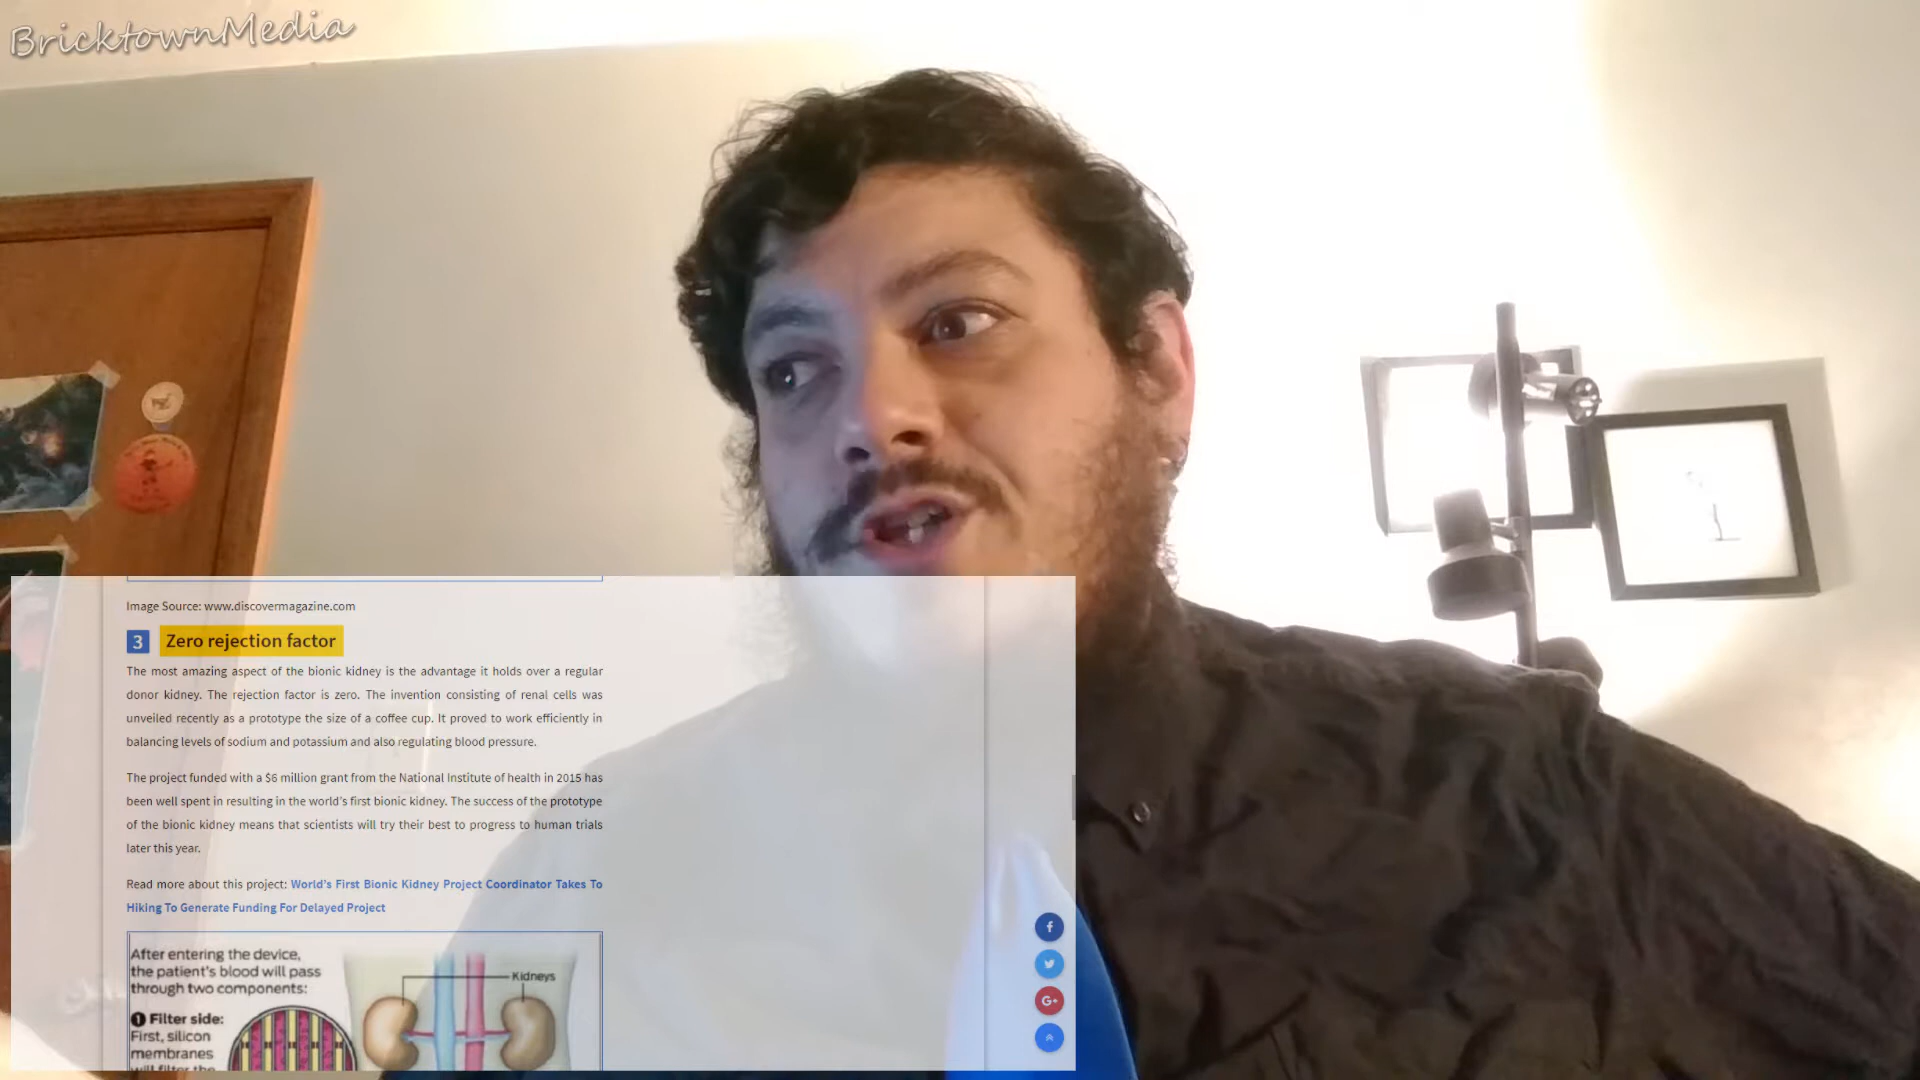 BricktownMedia
Image Source: www.discovermagazine.com
3 Zero rejection factor
The most amazing aspect of the bionic kidney is the advantage it holds over a regular
donor kidney. The rejection factor is zero. The invention consisting of renal cells was
unveiled recently as a prototype the size of a coffee cup. It proved to work efficiently in
balancing levels of sodium and potassium and also regulating blood pressure.
The project funded with a $6 million grant from the National Institute of health in 2015 has
been well spent in resulting in the world's first bionic kidney. The success of the prototype
of the bionic kidney means that scientists will try their best to progress to human trials
later this year.
Read more about this project: World's First Bionic Kidney Project Coordinator Takes To
Hiking To Generate Funding For Delayed Project
After entering the device,
the patient's blood will pass
through two components:
Kidneys
1 Filter side:
First, silicon
membranes
will filter the
f
G+